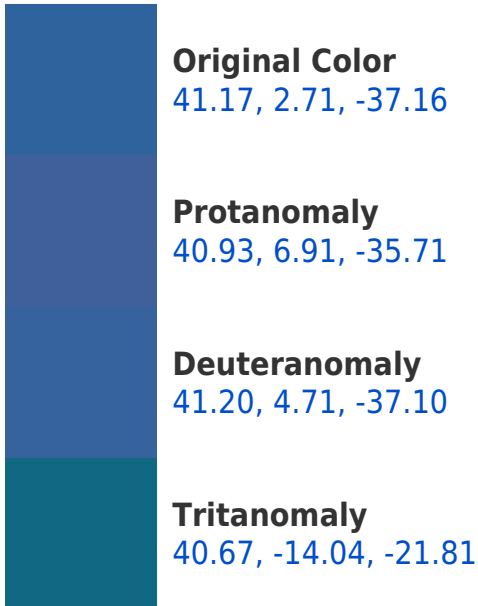 Original Color
41.17, 2.71, -37.16
Protanomaly
40.93, 6.91, -35.71
Deuteranomaly
41.20, 4.71, -37.10
Tritanomaly
40.67, -14.04, -21.81